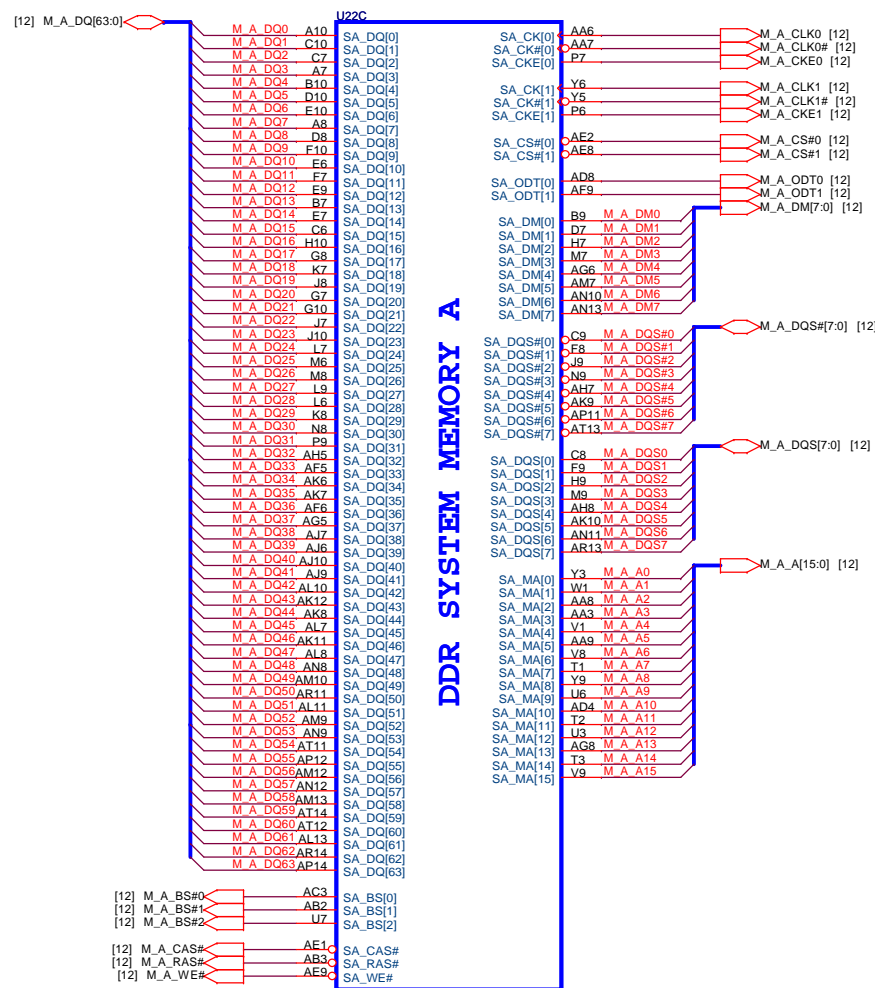 U22C
[12] M_A_DQ[63:0]
M_A_DQ0 A10 SA_DQ[0]
M_A_DQ1 C10 SA_DQ[1]
M_A_DQ2 C7 SA_DQ[2]
M_A_DQ3 A7 SA_DQ[3]
M_A_DQ4 B10 SA_DQ[4]
M_A_DQ5 D10 SA_DQ[5]
M_A_DQ6 E10 SA_DQ[6]
M_A_DQ7 A8 SA_DQ[7]
M_A_DQ8 D8 SA_DQ[8]
M_A_DQ9 F10 SA_DQ[9]
M_A_DQ10 E6 SA_DQ[10]
M_A_DQ11 F7 SA_DQ[11]
M_A_DQ12 E9 SA_DQ[12]
M_A_DQ13 B7 SA_DQ[13]
M_A_DQ14 E7 SA_DQ[14]
M_A_DQ15 C6 SA_DQ[15]
M_A_DQ16 H10 SA_DQ[16]
M_A_DQ17 G8 SA_DQ[17]
M_A_DQ18 K7 SA_DQ[18]
M_A_DQ19 J8 SA_DQ[19]
M_A_DQ20 G7 SA_DQ[20]
M_A_DQ21 G10 SA_DQ[21]
M_A_DQ22 J7 SA_DQ[22]
M_A_DQ23 J10 SA_DQ[23]
M_A_DQ24 L7 SA_DQ[24]
M_A_DQ25 M6 SA_DQ[25]
M_A_DQ26 M8 SA_DQ[26]
M_A_DQ27 L9 SA_DQ[27]
M_A_DQ28 L6 SA_DQ[28]
M_A_DQ29 K8 SA_DQ[29]
M_A_DQ30 N8 SA_DQ[30]
M_A_DQ31 P9 SA_DQ[31]
M_A_DQ32 AH5 SA_DQ[32]
M_A_DQ33 AF5 SA_DQ[33]
M_A_DQ34 AK6 SA_DQ[34]
M_A_DQ35 AK7 SA_DQ[35]
M_A_DQ36 AF6 SA_DQ[36]
M_A_DQ37 AG5 SA_DQ[37]
M_A_DQ38 AJ7 SA_DQ[38]
M_A_DQ39 AJ6 SA_DQ[39]
M_A_DQ40 AJ10 SA_DQ[40]
M_A_DQ41 AJ9 SA_DQ[41]
M_A_DQ42 AL10 SA_DQ[42]
M_A_DQ43 AK12 SA_DQ[43]
M_A_DQ44 AK8 SA_DQ[44]
M_A_DQ45 AL7 SA_DQ[45]
M_A_DQ46 AK11 SA_DQ[46]
M_A_DQ47 AL8 SA_DQ[47]
M_A_DQ48 AN8 SA_DQ[48]
M_A_DQ49 AM10 SA_DQ[49]
M_A_DQ50 AR11 SA_DQ[50]
M_A_DQ51 AL11 SA_DQ[51]
M_A_DQ52 AM9 SA_DQ[52]
M_A_DQ53 AN9 SA_DQ[53]
M_A_DQ54 AT11 SA_DQ[54]
M_A_DQ55 AP12 SA_DQ[55]
M_A_DQ56 AM12 SA_DQ[56]
M_A_DQ57 AN12 SA_DQ[57]
M_A_DQ58 AM13 SA_DQ[58]
M_A_DQ59 AT14 SA_DQ[59]
M_A_DQ60 AT12 SA_DQ[60]
M_A_DQ61 AL13 SA_DQ[61]
M_A_DQ62 AR14 SA_DQ[62]
M_A_DQ63 AP14 SA_DQ[63]
[12] M_A_BS#0 AC3 SA_BS[0]
[12] M_A_BS#1 AB2 SA_BS[1]
[12] M_A_BS#2 U7 SA_BS[2]
[12] M_A_CAS# AE1 SA_CAS#
[12] M_A_RAS# AB3 SA_RAS#
[12] M_A_WE# AE9 SA_WE#
DDR SYSTEM MEMORY A
SA_CK[0] AA6 M_A_CLK0 [12]
SA_CK#[0] AA7 M_A_CLK0# [12]
SA_CKE[0] P7 M_A_CKE0 [12]
SA_CK[1] Y6 M_A_CLK1 [12]
SA_CK#[1] Y5 M_A_CLK1# [12]
SA_CKE[1] P6 M_A_CKE1 [12]
SA_CS#[0] AE2 M_A_CS#0 [12]
SA_CS#[1] AE8 M_A_CS#1 [12]
SA_ODT[0] AD8 M_A_ODT0 [12]
SA_ODT[1] AF9 M_A_ODT1 [12]
M_A_DM[7:0] [12]
SA_DM[0] B9 M_A_DM0
SA_DM[1] D7 M_A_DM1
SA_DM[2] H7 M_A_DM2
SA_DM[3] M7 M_A_DM3
SA_DM[4] AG6 M_A_DM4
SA_DM[5] AM7 M_A_DM5
SA_DM[6] AN10 M_A_DM6
SA_DM[7] AN13 M_A_DM7
M_A_DQS#[7:0] [12]
SA_DQS#[0] C9 M_A_DQS#0
SA_DQS#[1] F8 M_A_DQS#1
SA_DQS#[2] J9 M_A_DQS#2
SA_DQS#[3] N9 M_A_DQS#3
SA_DQS#[4] AH7 M_A_DQS#4
SA_DQS#[5] AK9 M_A_DQS#5
SA_DQS#[6] AP11 M_A_DQS#6
SA_DQS#[7] AT13 M_A_DQS#7
M_A_DQS[7:0] [12]
SA_DQS[0] C8 M_A_DQS0
SA_DQS[1] F9 M_A_DQS1
SA_DQS[2] H9 M_A_DQS2
SA_DQS[3] M9 M_A_DQS3
SA_DQS[4] AH8 M_A_DQS4
SA_DQS[5] AK10 M_A_DQS5
SA_DQS[6] AN11 M_A_DQS6
SA_DQS[7] AR13 M_A_DQS7
M_A_A[15:0] [12]
SA_MA[0] Y3 M_A_A0
SA_MA[1] W1 M_A_A1
SA_MA[2] AA8 M_A_A2
SA_MA[3] AA3 M_A_A3
SA_MA[4] V1 M_A_A4
SA_MA[5] AA9 M_A_A5
SA_MA[6] V8 M_A_A6
SA_MA[7] T1 M_A_A7
SA_MA[8] Y9 M_A_A8
SA_MA[9] U6 M_A_A9
SA_MA[10] AD4 M_A_A10
SA_MA[11] T2 M_A_A11
SA_MA[12] U3 M_A_A12
SA_MA[13] AG8 M_A_A13
SA_MA[14] T3 M_A_A14
SA_MA[15] V9 M_A_A15